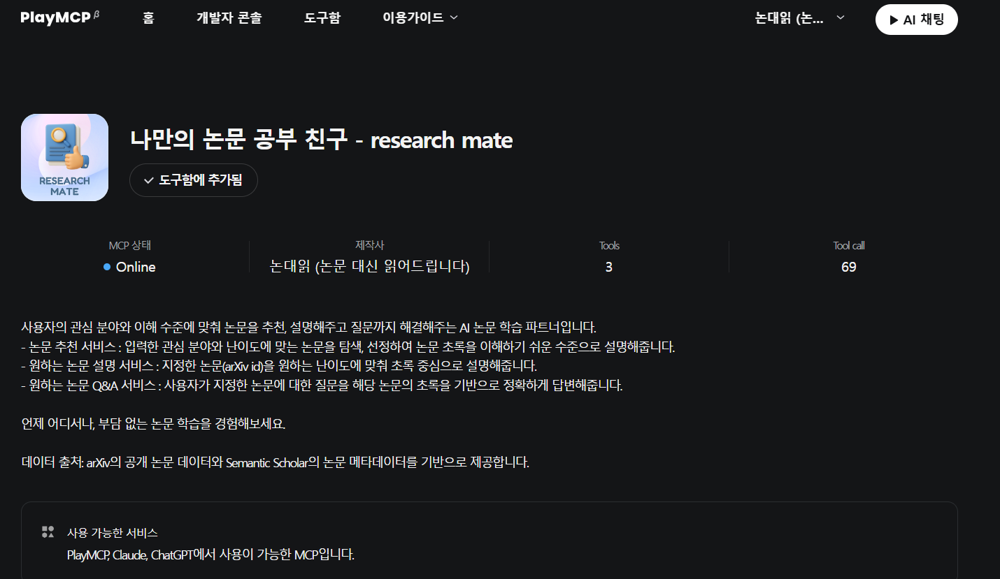 PlayMCP β 홈 개발자 콘솔 도구함 이용가이드 논대읽 (논... AI 채팅
RESEARCH
MATE
나만의 논문 공부 친구 - research mate
도구함에 추가됨
MCP 상태 제작사 Tools Tool call
Online 논대읽 (논문 대신 읽어드립니다) 3 69
사용자의 관심 분야와 이해 수준에 맞춰 논문을 추천, 설명해주고 질문까지 해결해주는 AI 논문 학습 파트너입니다.
- 논문 추천 서비스 : 입력한 관심 분야와 난이도에 맞는 논문을 탐색, 선정하여 논문 초록을 이해하기 쉬운 수준으로 설명해줍니다.
- 원하는 논문 설명 서비스 : 지정한 논문(arXiv id)을 원하는 난이도에 맞춰 초록 중심으로 설명해줍니다.
- 원하는 논문 Q&A 서비스 : 사용자가 지정한 논문에 대한 질문을 해당 논문의 초록을 기반으로 정확하게 답변해줍니다.
언제 어디서나, 부담 없는 논문 학습을 경험해보세요.
데이터 출처: arXiv의 공개 논문 데이터와 Semantic Scholar의 논문 메타데이터를 기반으로 제공합니다.
사용 가능한 서비스
PlayMCP, Claude, ChatGPT에서 사용이 가능한 MCP입니다.